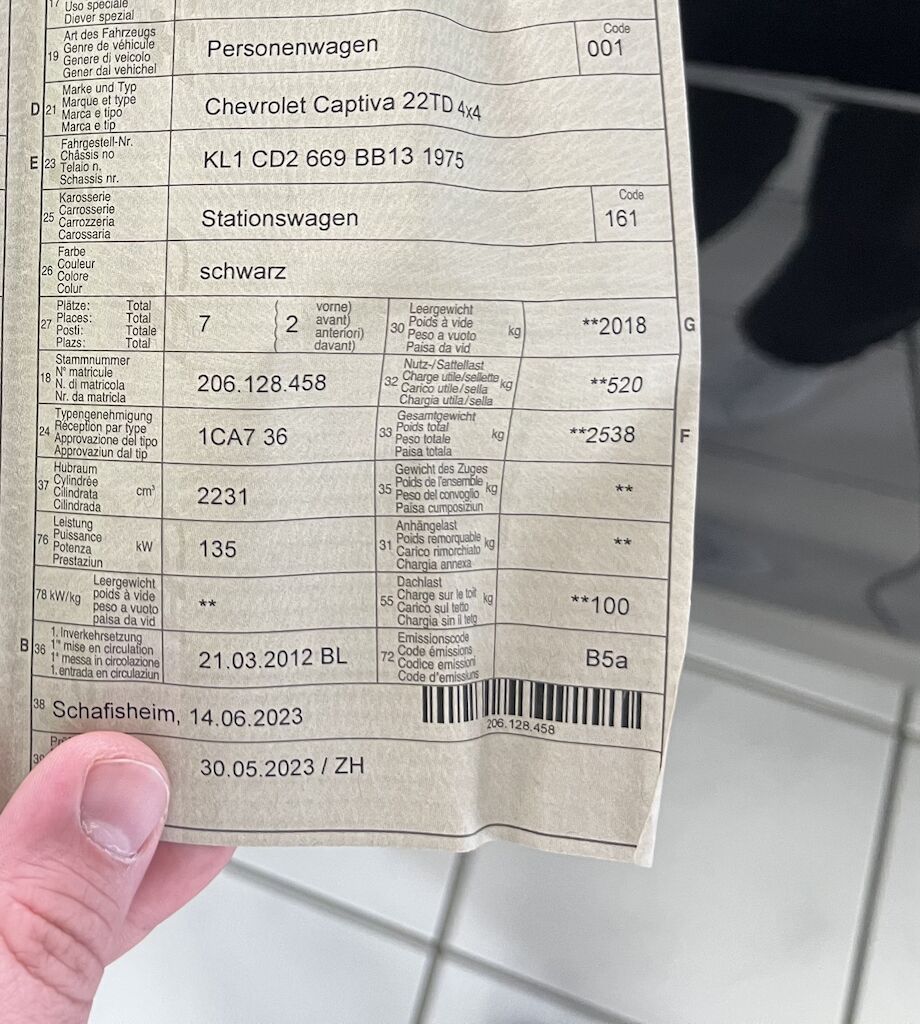 17 Uso speciale
Diever spezial
Art des Fahrzeugs
19 Genre de véhicule Personenwagen Code
Genere di veicolo 001
Gener dal vehichel
Marke und Typ
D 21 Marque et type Chevrolet Captiva 22TD 4x4
Marca e tipo
Marca e tip
Fahrgestell-Nr.
E 23 Châssis no KL1 CD2 669 BB13 1975
Telaio n.
Schassis nr.
Karosserie Code
25 Carrosserie Stationswagen 161
Carrozzeria
Carossaria
Farbe
26 Couleur schwarz
Colore
Colur
27 Plätze: Total 7 ( 2 vorne)
Places: Total avant)
Posti: Totale anteriori)
Plazs: Total davant)
30 Leergewicht kg **2018 G
Poids à vide
Peso a vuoto
Paisa da vid
18 Stammnummer 206.128.458
N° matricule
N. di matricola
Nr. da matricla
32 Nutz-/Sattellast kg **520
Charge utile/sellette
Carico utile/sella
Chargia utila/sella
24 Typengenehmigung 1CA7 36
Réception par type
Approvazione del tipo
Approvaziun dal tip
33 Gesamtgewicht kg **2538 F
Poids total
Peso totale
Paisa totala
37 Hubraum cm³ 2231
Cylindrée
Cilindrata
Cilindrada
35 Gewicht des Zuges kg **
Poids de l'ensemble
Peso del convoglio
Paisa cumposiziun
76 Leistung kW 135
Puissance
Potenza
Prestaziun
31 Anhängelast kg **
Poids remorquable
Carico rimorchiato
Chargia annexa
78 kW/kg Leergewicht **
poids à vide
peso a vuoto
paisa da vid
55 Dachlast kg **100
Charge sur le toit
Carico sul tetto
Chargia sin il tetg
B 36 1. Inverkehrsetzung 21.03.2012 BL
1re mise en circulation
1a messa in circolazione
1. entrada en circulaziun
72 Emissionscode B5a
Code émissions
Codice emissioni
Code d'emissiuns
38 Schafisheim, 14.06.2023
206.128.458
30.05.2023 / ZH